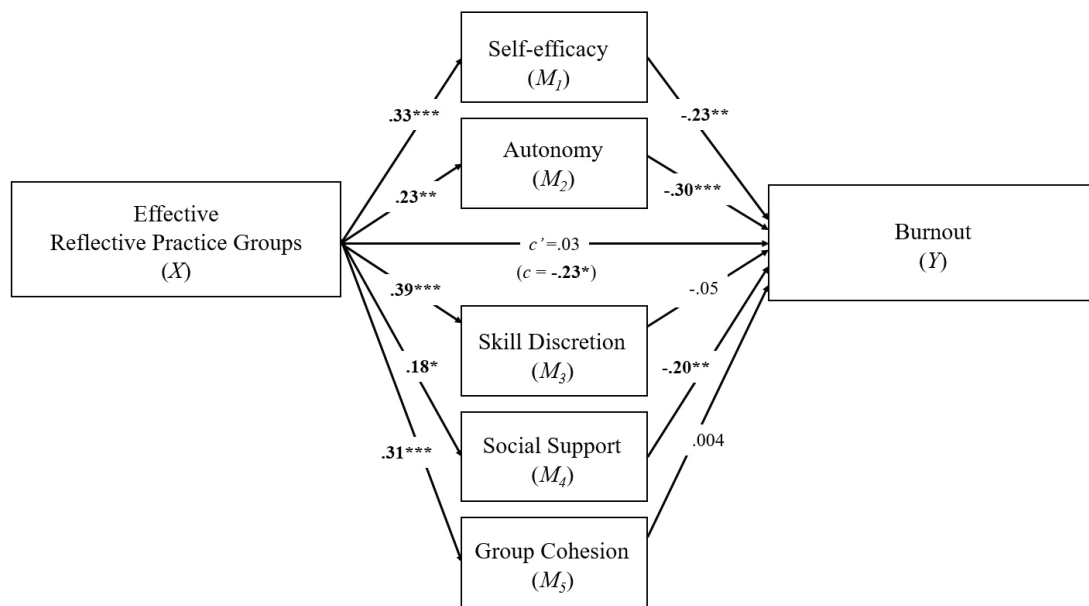 Self-efficacy
(M1)
.33***
-.23**
Autonomy
(M2)
.23**
-.30***
Effective
Reflective Practice Groups
(X)
c’=.03
(c = -.23*)
Burnout
(Y)
.39***
-.05
Skill Discretion
(M3)
.18*
-.20**
Social Support
(M4)
.31***
.004
Group Cohesion
(M5)